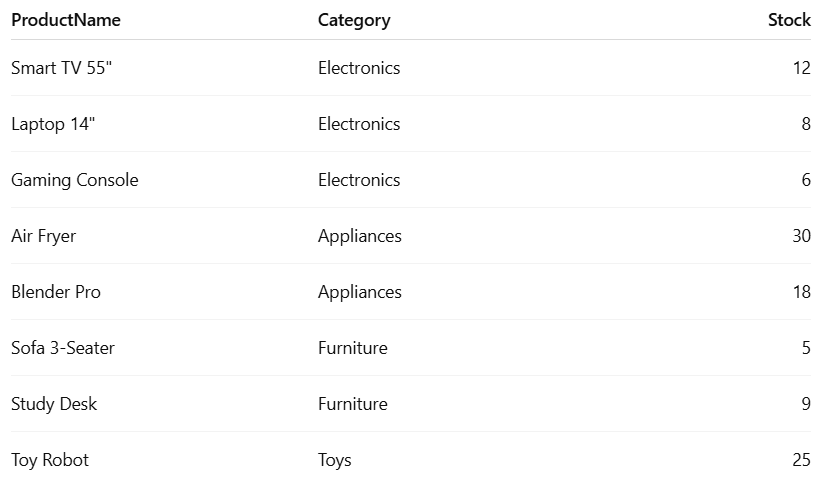 ProductName Category Stock
Smart TV 55" Electronics 12
Laptop 14" Electronics 8
Gaming Console Electronics 6
Air Fryer Appliances 30
Blender Pro Appliances 18
Sofa 3-Seater Furniture 5
Study Desk Furniture 9
Toy Robot Toys 25